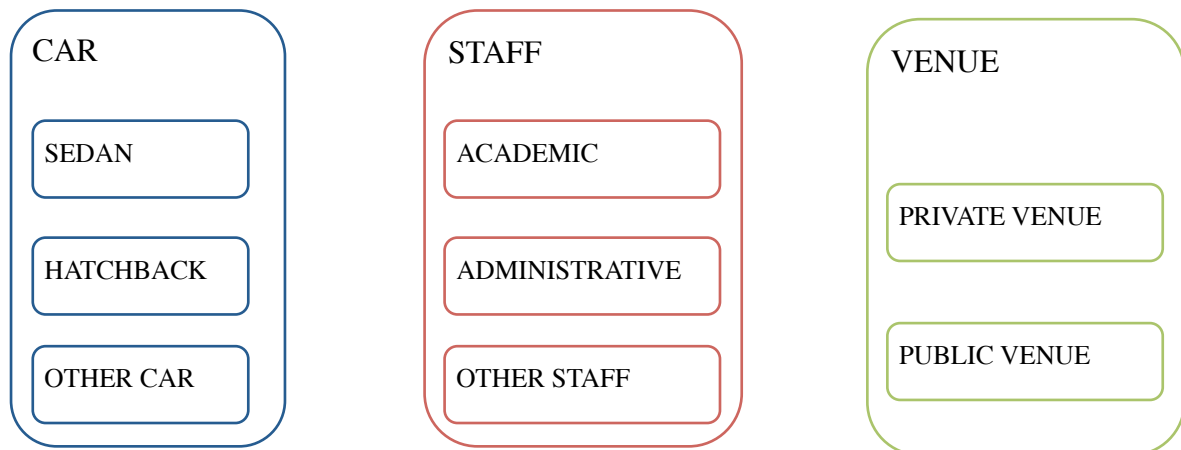 CAR
SEDAN
HATCHBACK
OTHER CAR
STAFF
ACADEMIC
ADMINISTRATIVE
OTHER STAFF
VENUE
PRIVATE VENUE
PUBLIC VENUE